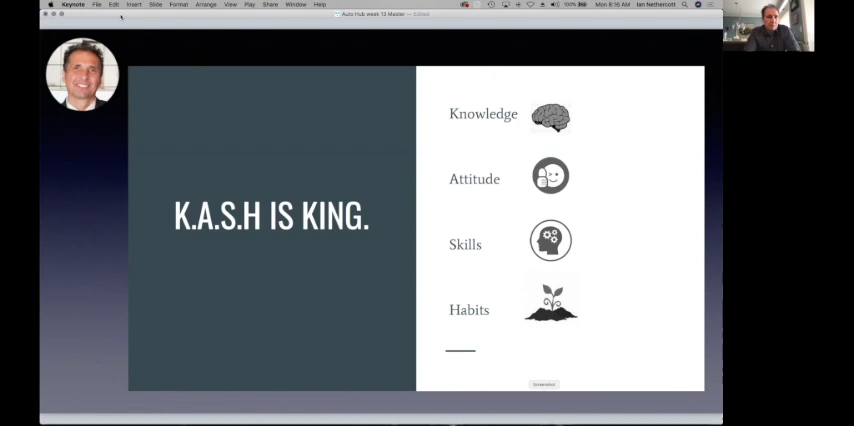 Keynote File Edit Insert Slide Format Arrange View Play Share Window Help 100% Mon 8:16 AM Ian Nethercott
Auto Hub week 13 Master — Edited
K.A.S.H IS KING.
Knowledge
Attitude
Skills
Habits
Screenshot